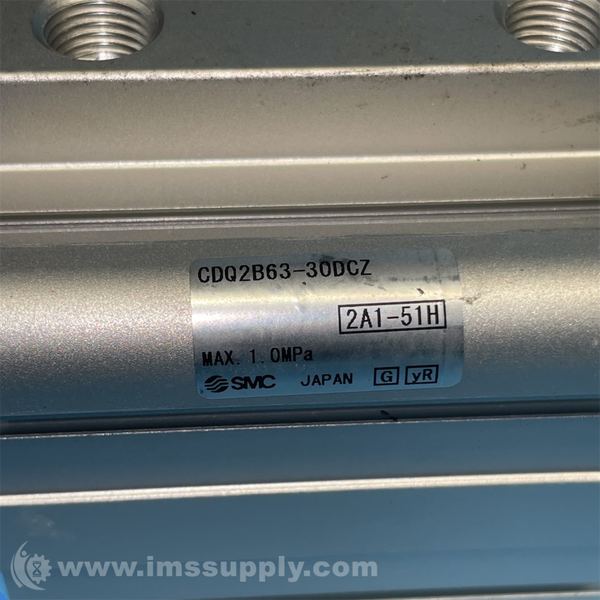 CDQ2B63-30DCZ
2A1-51H
MAX. 1.0MPa
SMC JAPAN G yR
www.imssupply.com